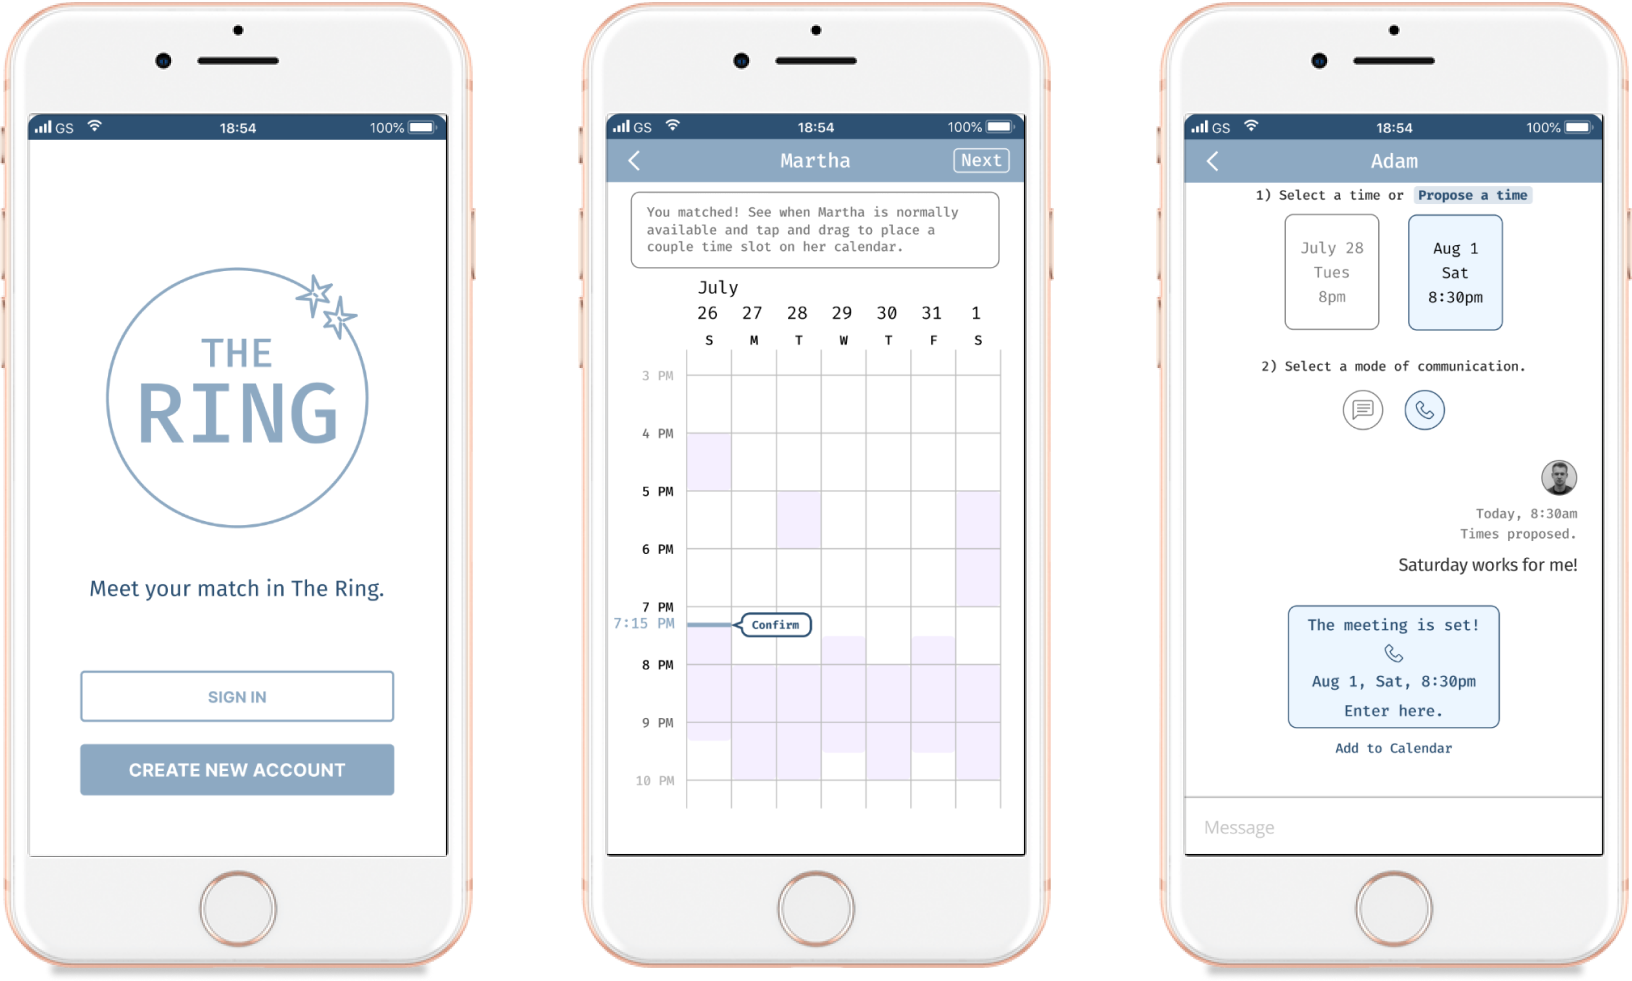 GS 18:54 100%
THE
RING
Meet your match in The Ring.
SIGN IN
CREATE NEW ACCOUNT
GS 18:54 100%
Martha Next
You matched! See when Martha is normally
available and tap and drag to place a
couple time slot on her calendar.
July
26 27 28 29 30 31 1
S M T W T F S
3 PM
4 PM
5 PM
6 PM
7 PM
7:15 PM Confirm
8 PM
9 PM
10 PM
GS 18:54 100%
Adam
1) Select a time or Propose a time
July 28 Aug 1
Tues Sat
8pm 8:30pm
2) Select a mode of communication.
Today, 8:30am
Times proposed.
Saturday works for me!
The meeting is set!
Aug 1, Sat, 8:30pm
Enter here.
Add to Calendar
Message